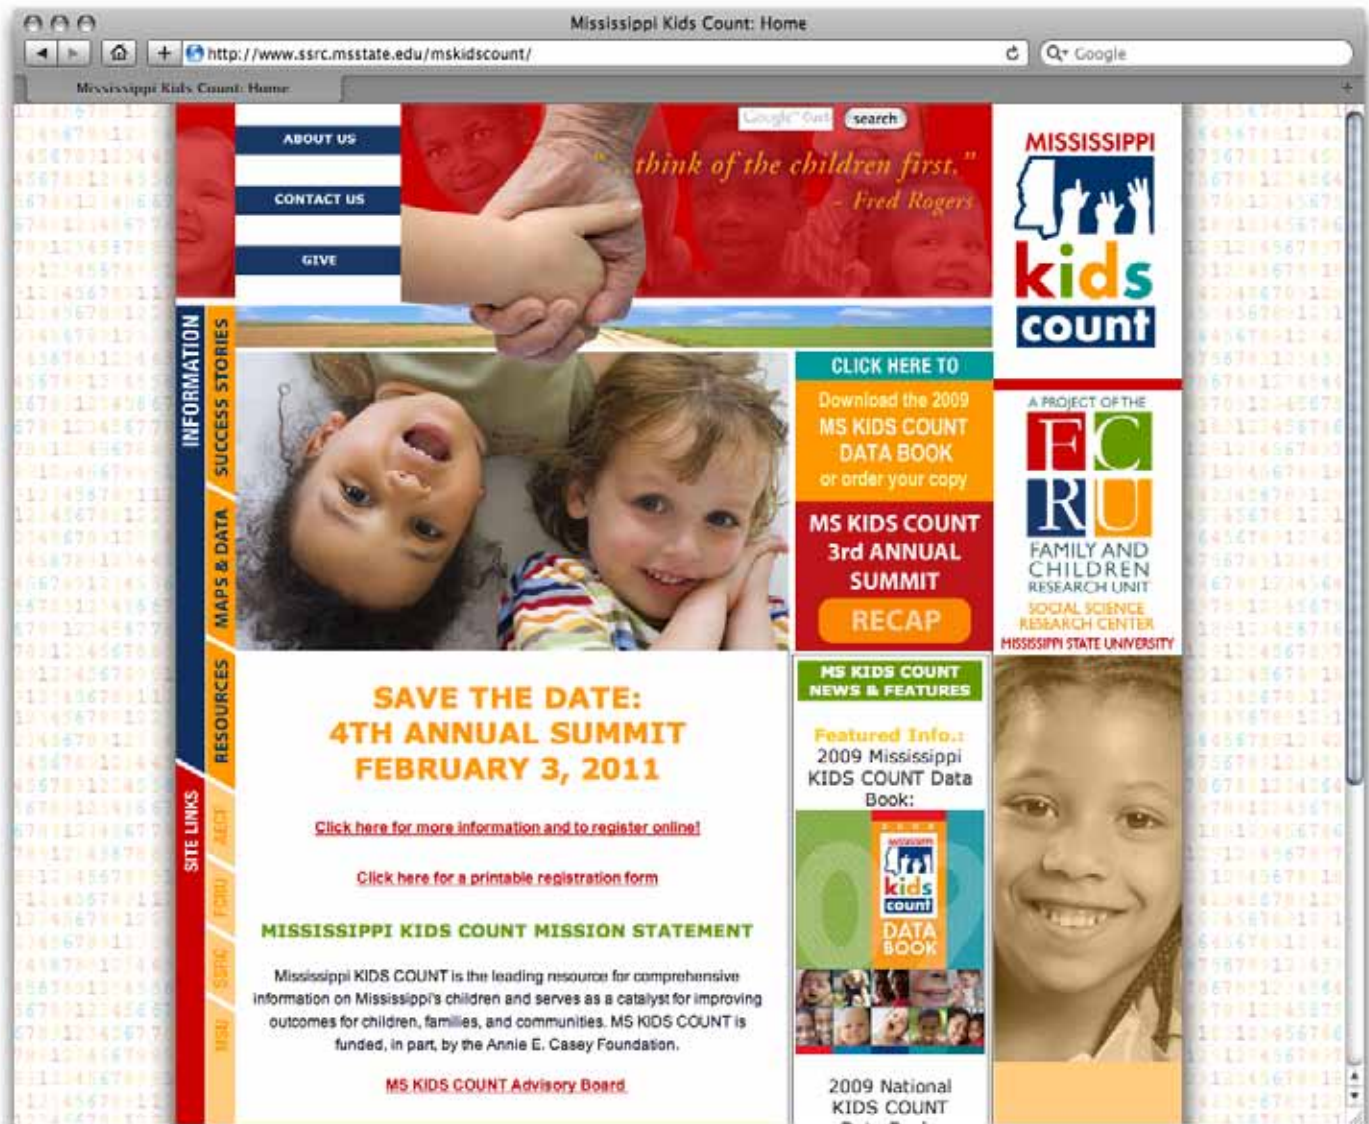 Mississippi Kids Count: Home
http://www.ssrc.msstate.edu/mskidscount/
Google
Mississippi Kids Count: Home
ABOUT US
CONTACT US
GIVE
search
"...think of the children first."
- Fred Rogers
MISSISSIPPI
kids
count
INFORMATION
SUCCESS STORIES
MAPS & DATA
RESOURCES
SITE LINKS
AECF
FCRU
SSRC
MSU
CLICK HERE TO
Download the 2009
MS KIDS COUNT
DATA BOOK
or order your copy
MS KIDS COUNT
3rd ANNUAL
SUMMIT
RECAP
A PROJECT OF THE
FC
RU
FAMILY AND
CHILDREN
RESEARCH UNIT
SOCIAL SCIENCE
RESEARCH CENTER
MISSISSIPPI STATE UNIVERSITY
SAVE THE DATE:
4TH ANNUAL SUMMIT
FEBRUARY 3, 2011
Click here for more information and to register online!
Click here for a printable registration form
MISSISSIPPI KIDS COUNT MISSION STATEMENT
Mississippi KIDS COUNT is the leading resource for comprehensive
information on Mississippi's children and serves as a catalyst for improving
outcomes for children, families, and communities. MS KIDS COUNT is
funded, in part, by the Annie E. Casey Foundation.
MS KIDS COUNT Advisory Board
MS KIDS COUNT
NEWS & FEATURES
Featured Info.:
2009 Mississippi
KIDS COUNT Data
Book:
MISSISSIPPI
kids
count
DATA
BOOK
2009 National
KIDS COUNT